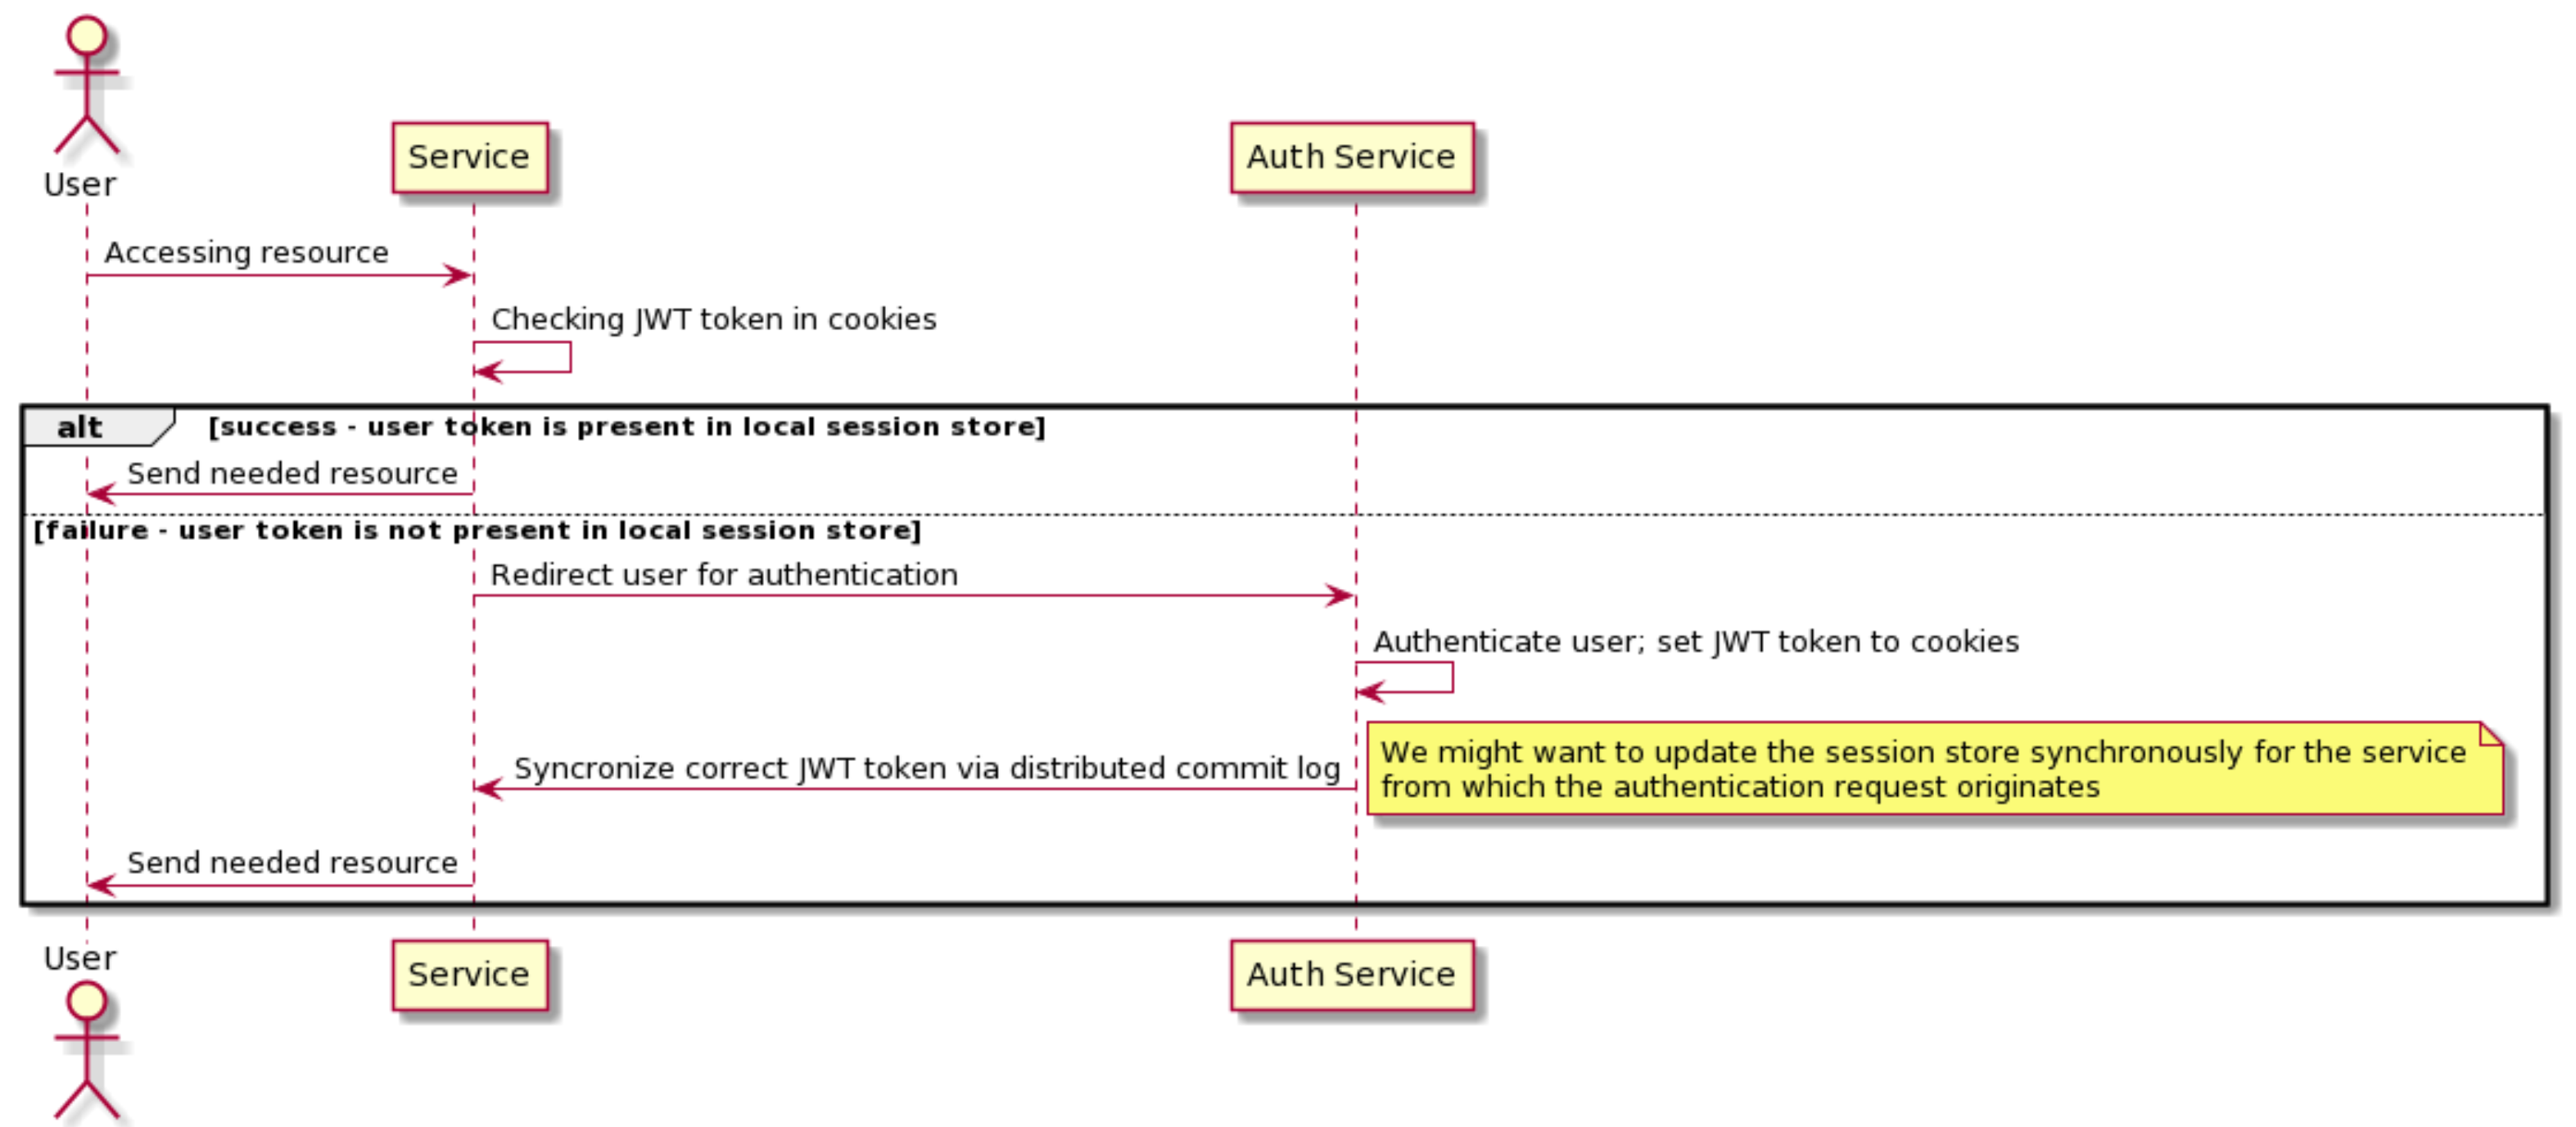 User
Service
Auth Service
Accessing resource
Checking JWT token in cookies
alt
[success - user token is present in local session store]
Send needed resource
[failure - user token is not present in local session store]
Redirect user for authentication
Authenticate user; set JWT token to cookies
Syncronize correct JWT token via distributed commit log
We might want to update the session store synchronously for the service
from which the authentication request originates
Send needed resource
User
Service
Auth Service